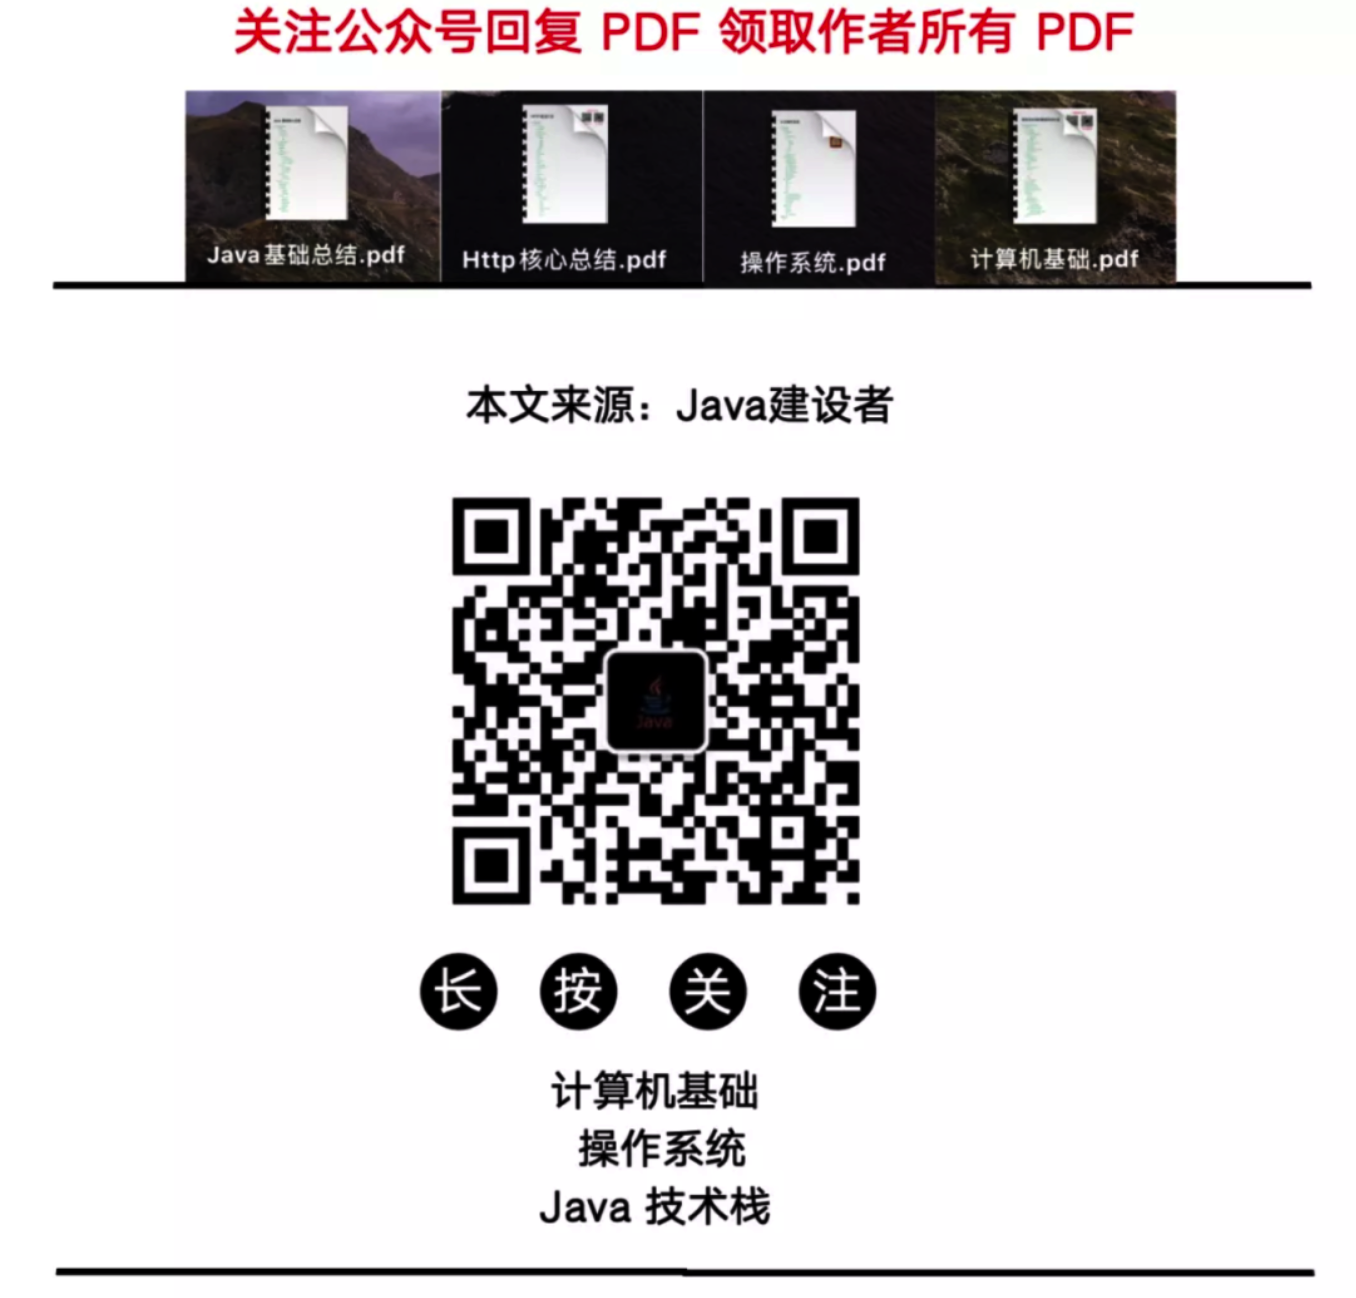 关注公众号回复 PDF 领取作者所有 PDF
Java基础总结.pdf
Http核心总结.pdf
操作系统.pdf
计算机基础.pdf
本文来源：Java建设者
Java
长 按 关 注
计算机基础
操作系统
Java 技术栈